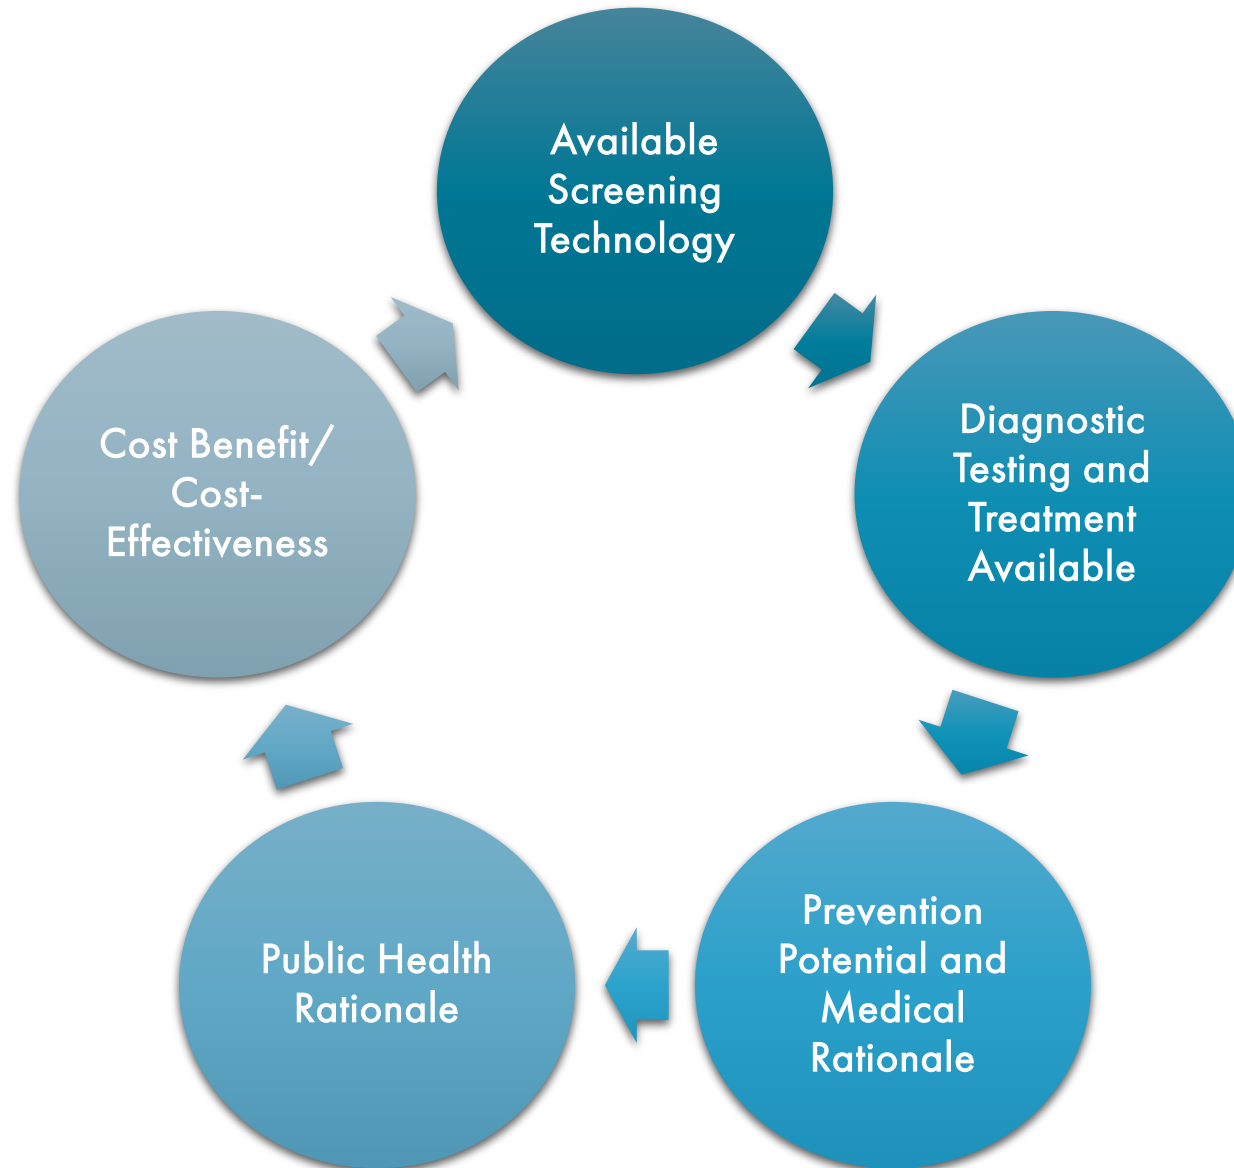 Available
Screening
Technology
Diagnostic
Testing and
Treatment
Available
Prevention
Potential and
Medical
Rationale
Public Health
Rationale
Cost Benefit/
Cost-
Effectiveness